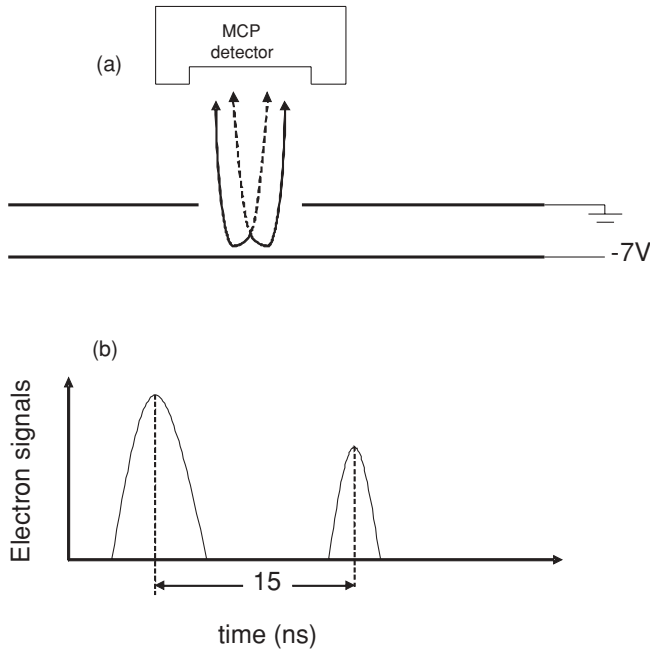 MCP
detector
(a)
-7V
(b)
Electron signals
15
time (ns)